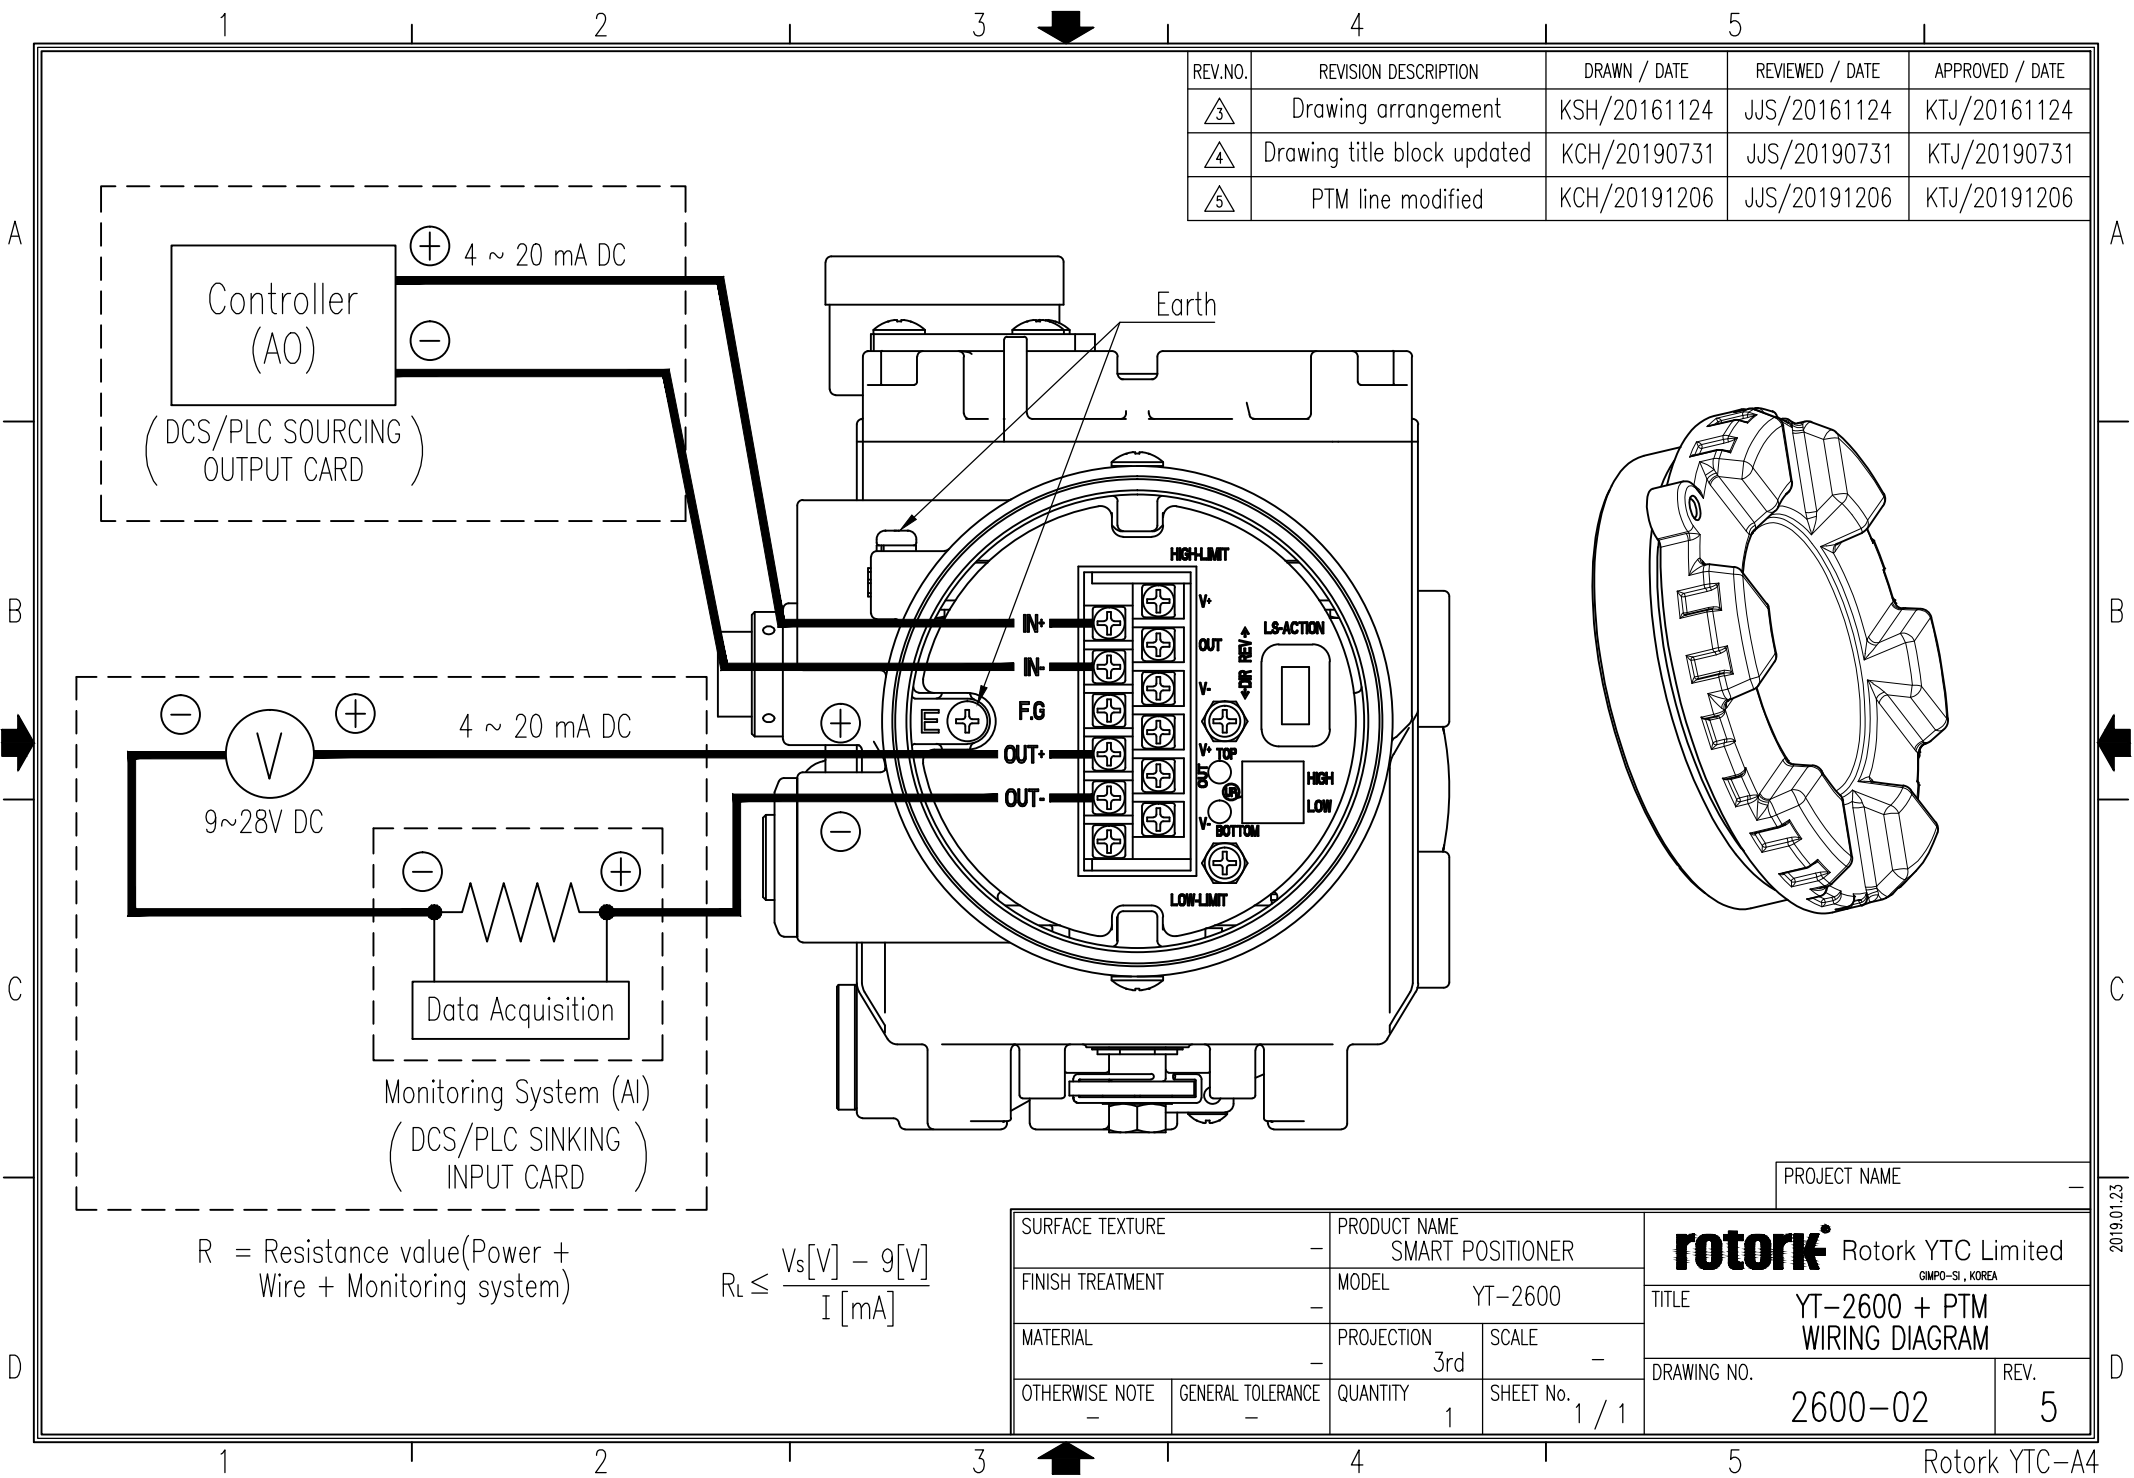 1 2 3 4 5
REV.NO. REVISION DESCRIPTION DRAWN / DATE REVIEWED / DATE APPROVED / DATE
3 Drawing arrangement KSH/20161124 JJS/20161124 KTJ/20161124
4 Drawing title block updated KCH/20190731 JJS/20190731 KTJ/20190731
5 PTM line modified KCH/20191206 JJS/20191206 KTJ/20191206
A A
+ 4 ~ 20 mA DC
Controller
(AO)
−
(DCS/PLC SOURCING
OUTPUT CARD)
Earth
HIGH-LIMIT
V+
IN+
L.S-ACTION
OUT
←DIR REV→
IN-
V-
B B
F.G
E
− + 4 ~ 20 mA DC +
V
OUT+
V+ TOP
OUT
HIGH
OUT-
LOW
V-
BOTTOM
LOW-LIMIT
9~28V DC
−
− +
Data Acquisition
C C
Monitoring System (AI)
(DCS/PLC SINKING
INPUT CARD)
R = Resistance value(Power +
Wire + Monitoring system)
RL ≤ Vs[V] − 9[V]
I [mA]
PROJECT NAME −
2019.01.23
SURFACE TEXTURE −
PRODUCT NAME
SMART POSITIONER
rotork Rotork YTC Limited
GIMPO-SI , KOREA
FINISH TREATMENT −
MODEL YT-2600
TITLE YT-2600 + PTM
WIRING DIAGRAM
MATERIAL −
PROJECTION 3rd
SCALE −
DRAWING NO. 2600-02
REV. 5
OTHERWISE NOTE −
GENERAL TOLERANCE −
QUANTITY 1
SHEET No. 1 / 1
D D
1 2 3 4 5
Rotork YTC-A4